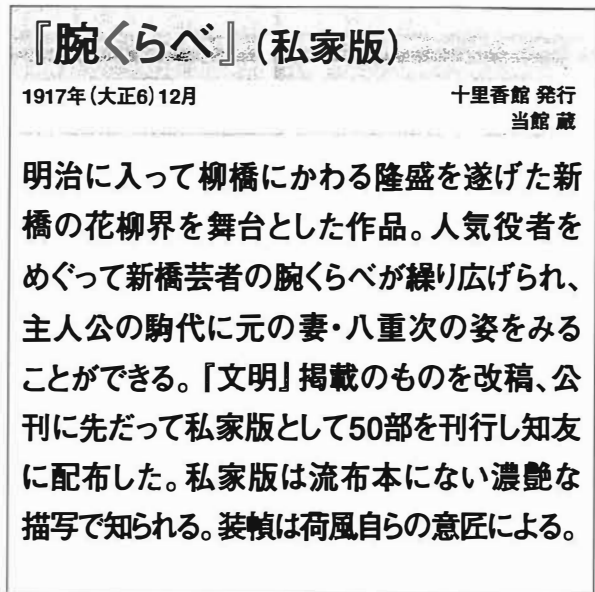 『腕くらべ』（私家版）
1917年（大正6）12月 十里香館 発行
当館 蔵
明治に入って柳橋にかわる隆盛を遂げた新
橋の花柳界を舞台とした作品。人気役者を
めぐって新橋芸者の腕くらべが繰り広げられ、
主人公の駒代に元の妻・八重次の姿をみる
ことができる。『文明』掲載のものを改稿、公
刊に先だって私家版として50部を刊行し知友
に配布した。私家版は流布本にない濃艶な
描写で知られる。装幀は荷風自らの意匠による。